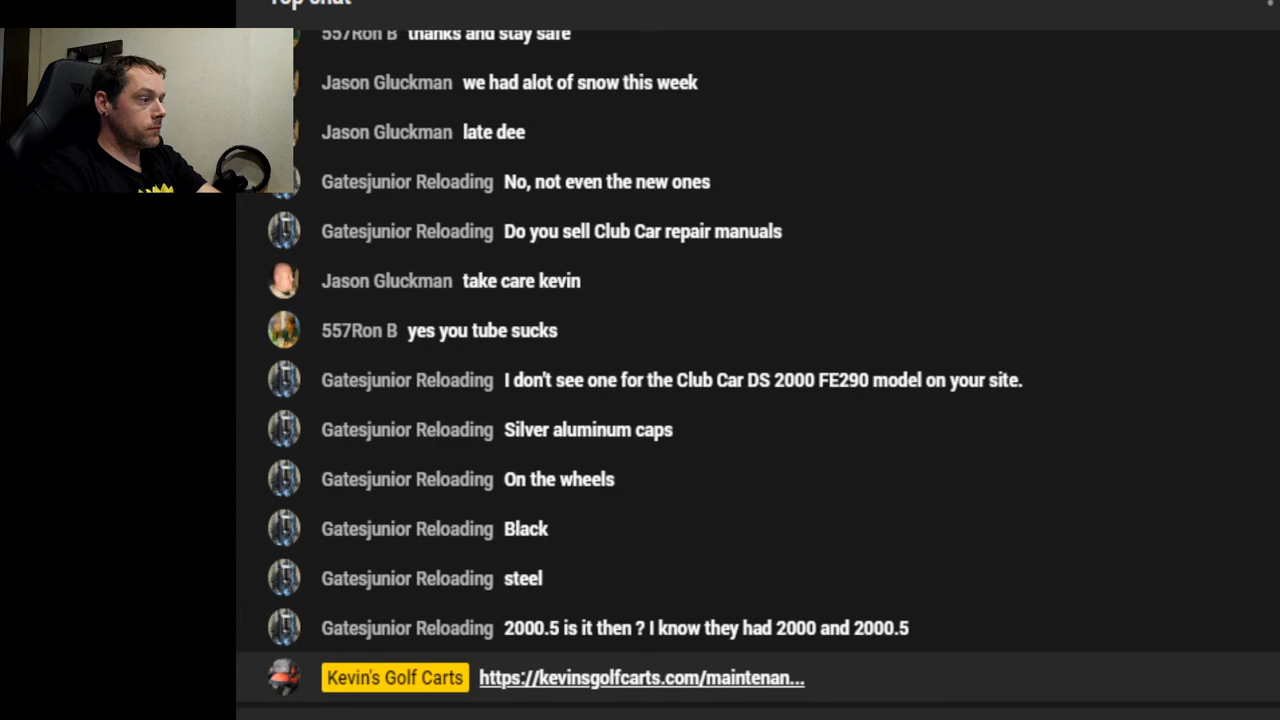 Top chat
557Ron B thanks and stay safe
Jason Gluckman we had alot of snow this week
Jason Gluckman late dee
Gatesjunior Reloading No, not even the new ones
Gatesjunior Reloading Do you sell Club Car repair manuals
Jason Gluckman take care kevin
557Ron B yes you tube sucks
Gatesjunior Reloading I don't see one for the Club Car DS 2000 FE290 model on your site.
Gatesjunior Reloading Silver aluminum caps
Gatesjunior Reloading On the wheels
Gatesjunior Reloading Black
Gatesjunior Reloading steel
Gatesjunior Reloading 2000.5 is it then ? I know they had 2000 and 2000.5
Kevin's Golf Carts https://kevinsgolfcarts.com/maintenan...